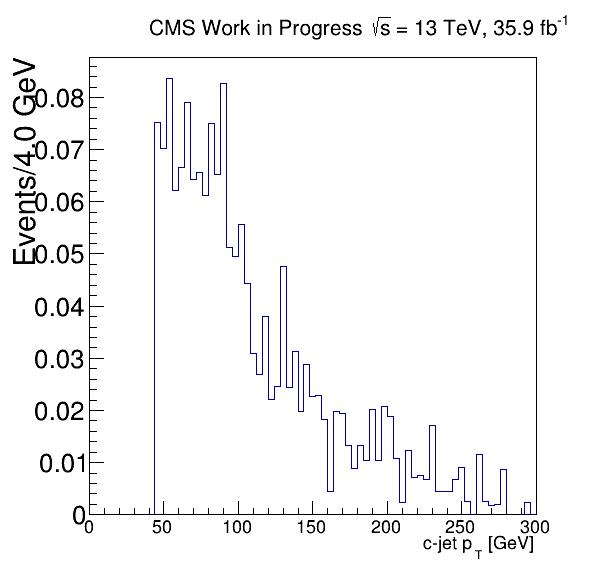 CMS Work in Progress √s = 13 TeV, 35.9 fb⁻¹
Events/4.0 GeV
0.08
0.07
0.06
0.05
0.04
0.03
0.02
0.01
0
0 50 100 150 200 250 300
c-jet p_T [GeV]